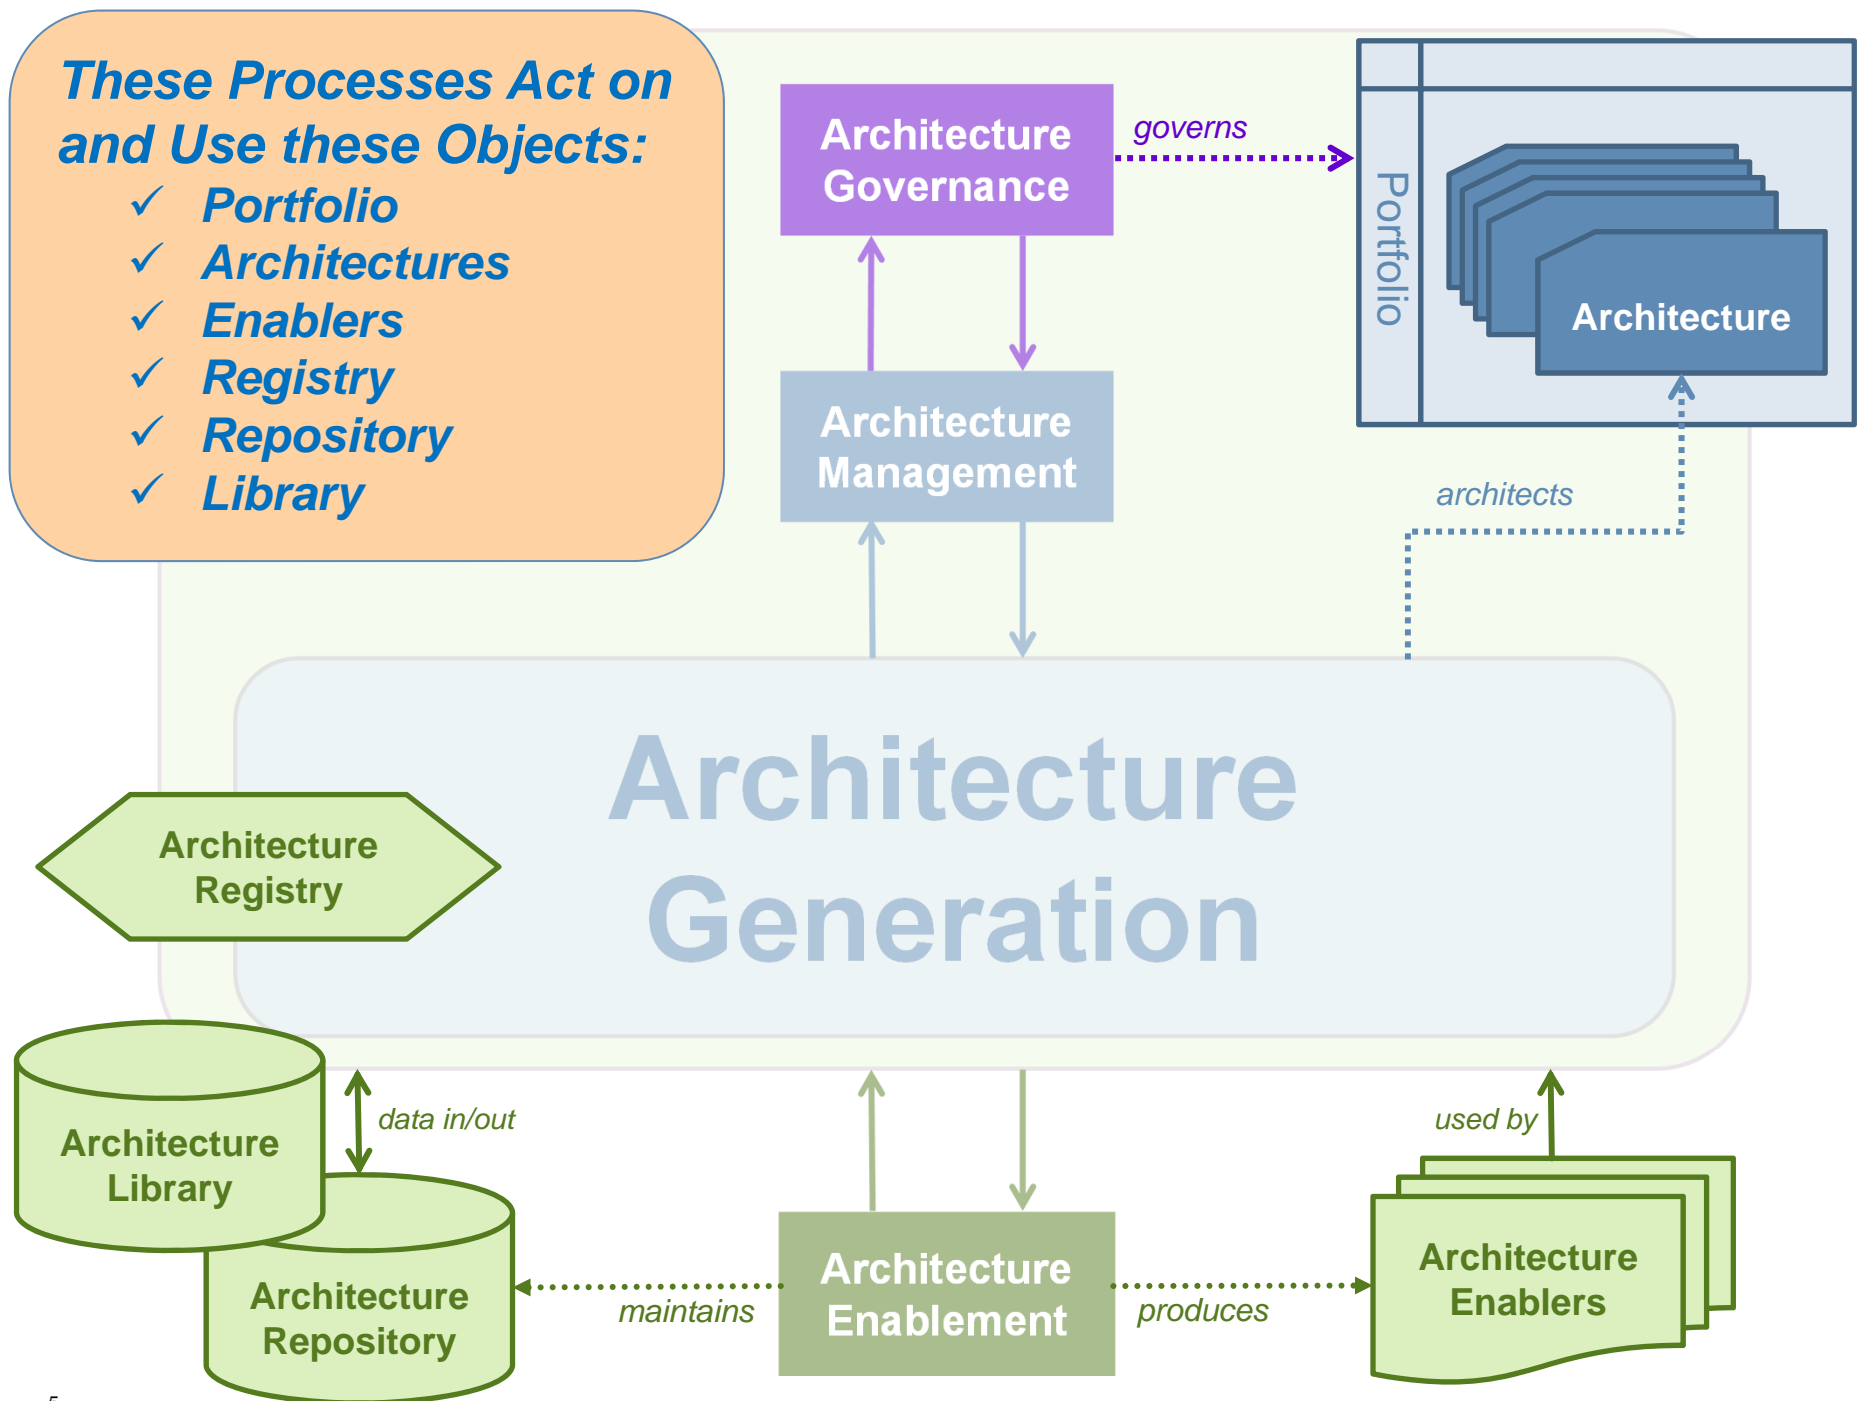 These Processes Act on
and Use these Objects:
✓ Portfolio
✓ Architectures
✓ Enablers
✓ Registry
✓ Repository
✓ Library
Architecture
Governance
governs
Portfolio
Architecture
Architecture
Management
architects
Architecture
Generation
Architecture
Registry
Architecture
Library
data in/out
used by
Architecture
Repository
maintains
Architecture
Enablement
produces
Architecture
Enablers
5